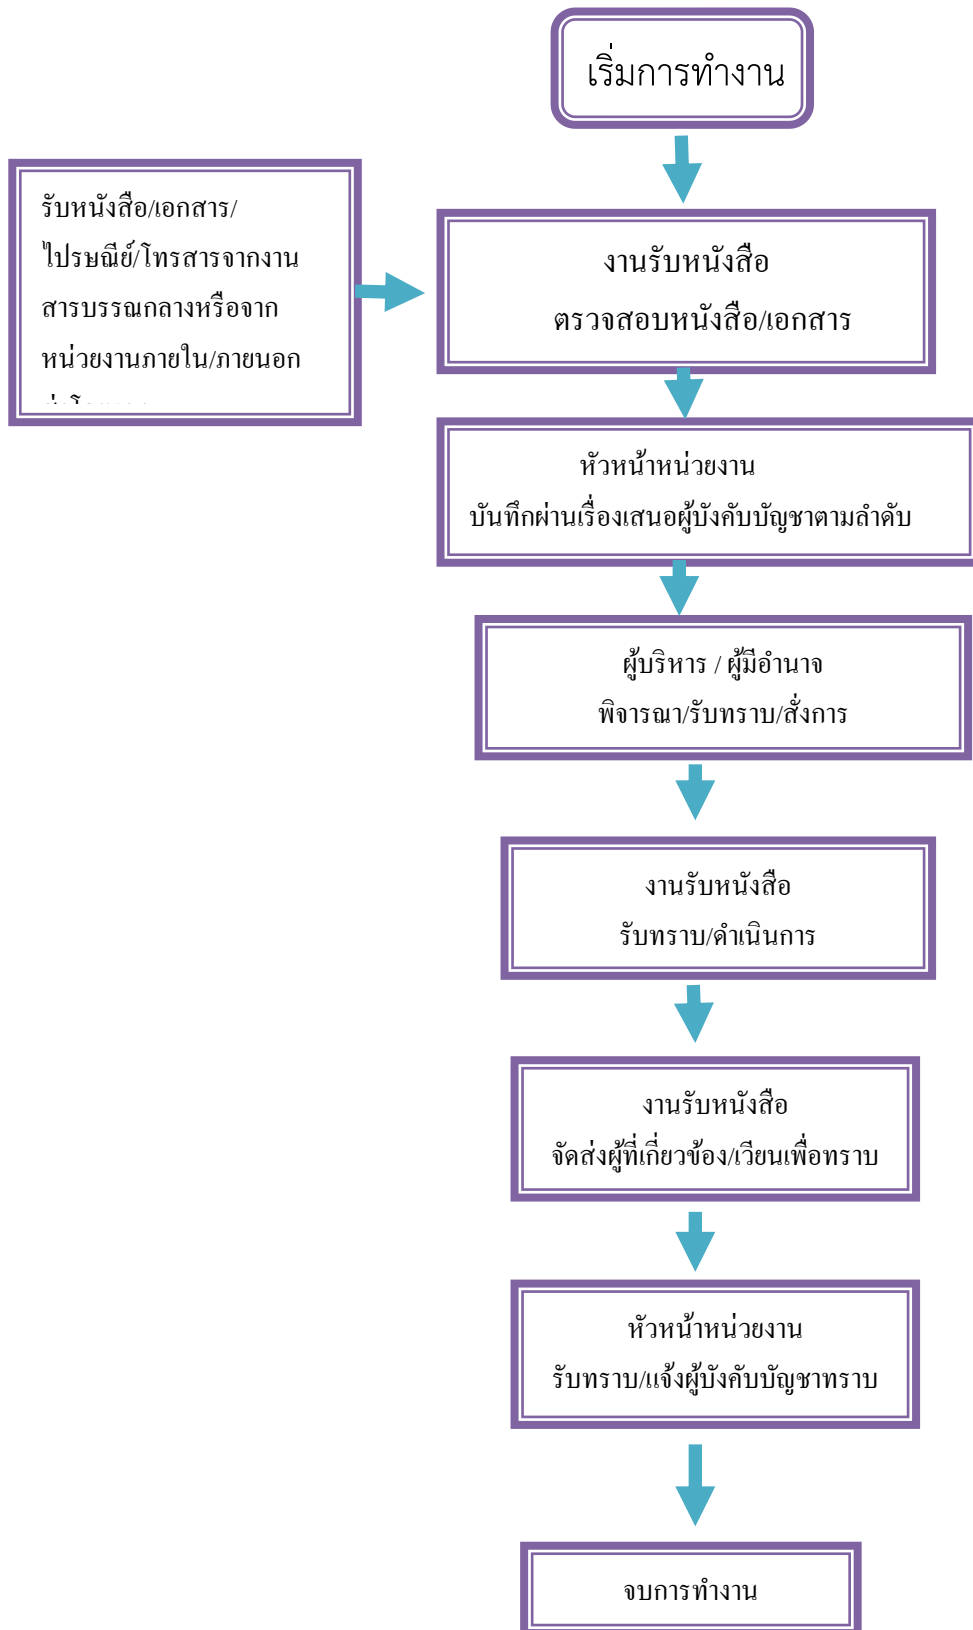 เริ่มการทำงาน
รับหนังสือ/เอกสาร/
ไปรษณีย์/โทรสารจากงาน
สารบรรณกลางหรือจาก
หน่วยงานภายใน/ภายนอก
งานรับหนังสือ
ตรวจสอบหนังสือ/เอกสาร
หัวหน้าหน่วยงาน
บันทึกผ่านเรื่องเสนอผู้บังคับบัญชาตามลำดับ
ผู้บริหาร / ผู้มีอำนาจ
พิจารณา/รับทราบ/สั่งการ
งานรับหนังสือ
รับทราบ/ดำเนินการ
งานรับหนังสือ
จัดส่งผู้ที่เกี่ยวข้อง/เวียนเพื่อทราบ
หัวหน้าหน่วยงาน
รับทราบ/แจ้งผู้บังคับบัญชาทราบ
จบการทำงาน